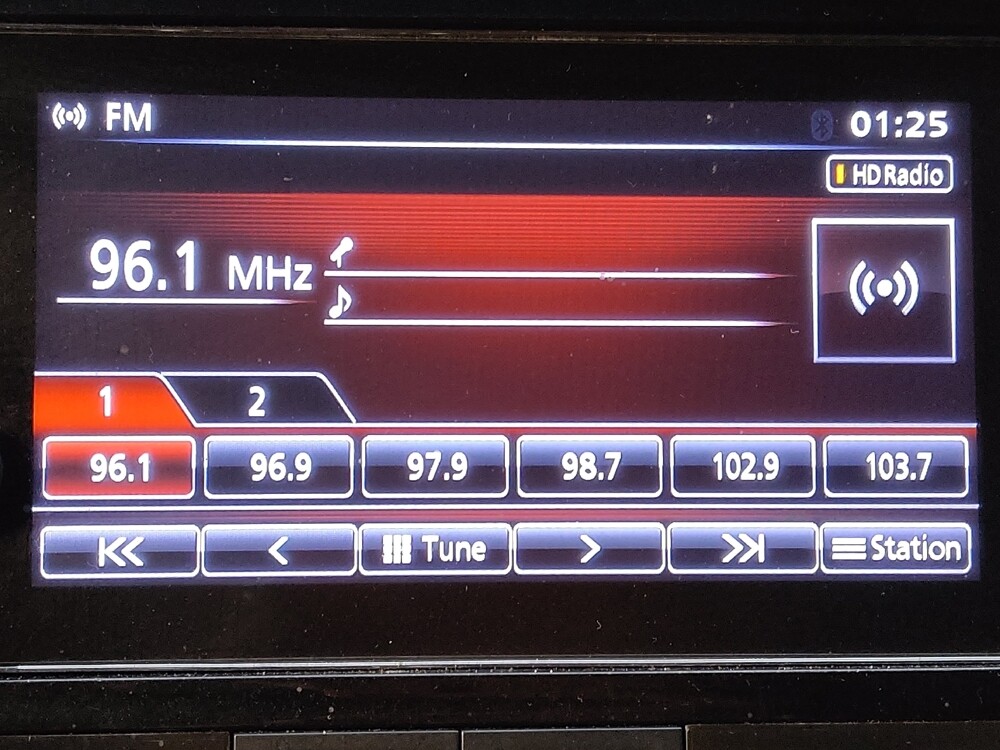 FM 01:25
HD Radio
96.1 MHz
1 2
96.1 96.9 97.9 98.7 102.9 103.7
Tune Station